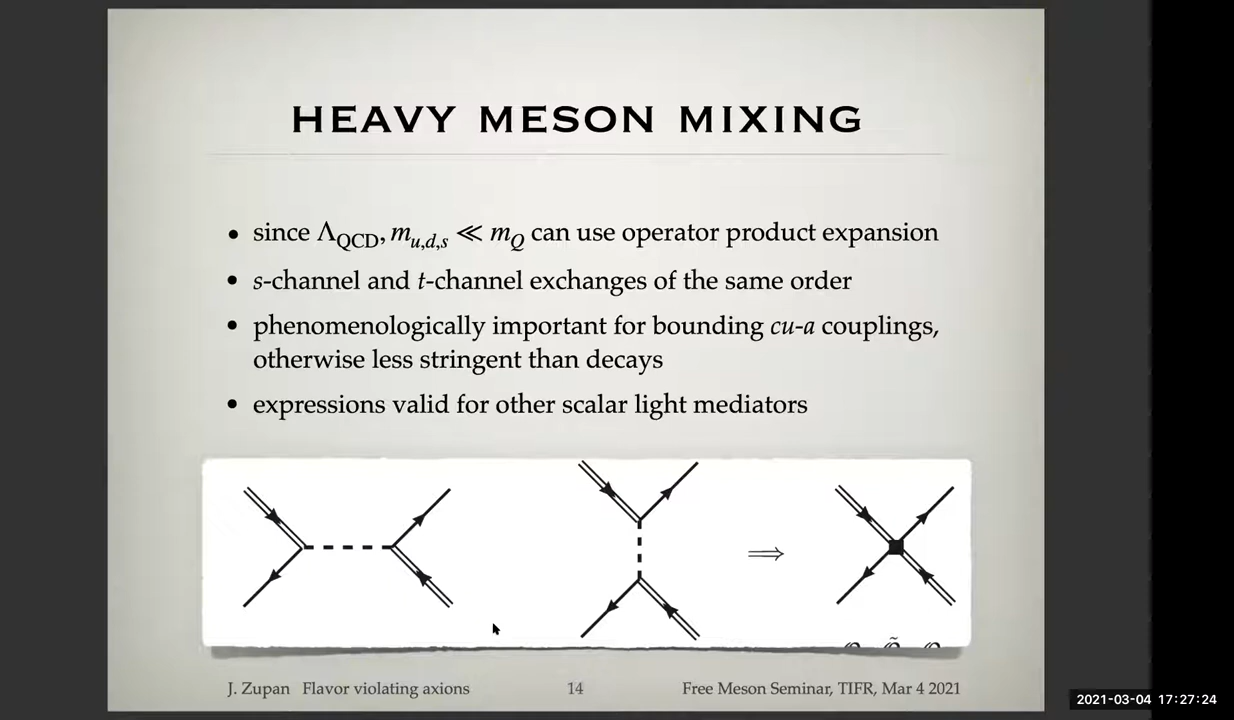 HEAVY MESON MIXING
• since Λ_QCD, m_{u,d,s} ≪ m_Q can use operator product expansion
• s-channel and t-channel exchanges of the same order
• phenomenologically important for bounding cu-a couplings,
otherwise less stringent than decays
• expressions valid for other scalar light mediators
⟹
J. Zupan Flavor violating axions 14 Free Meson Seminar, TIFR, Mar 4 2021
2021-03-04 17:27:24